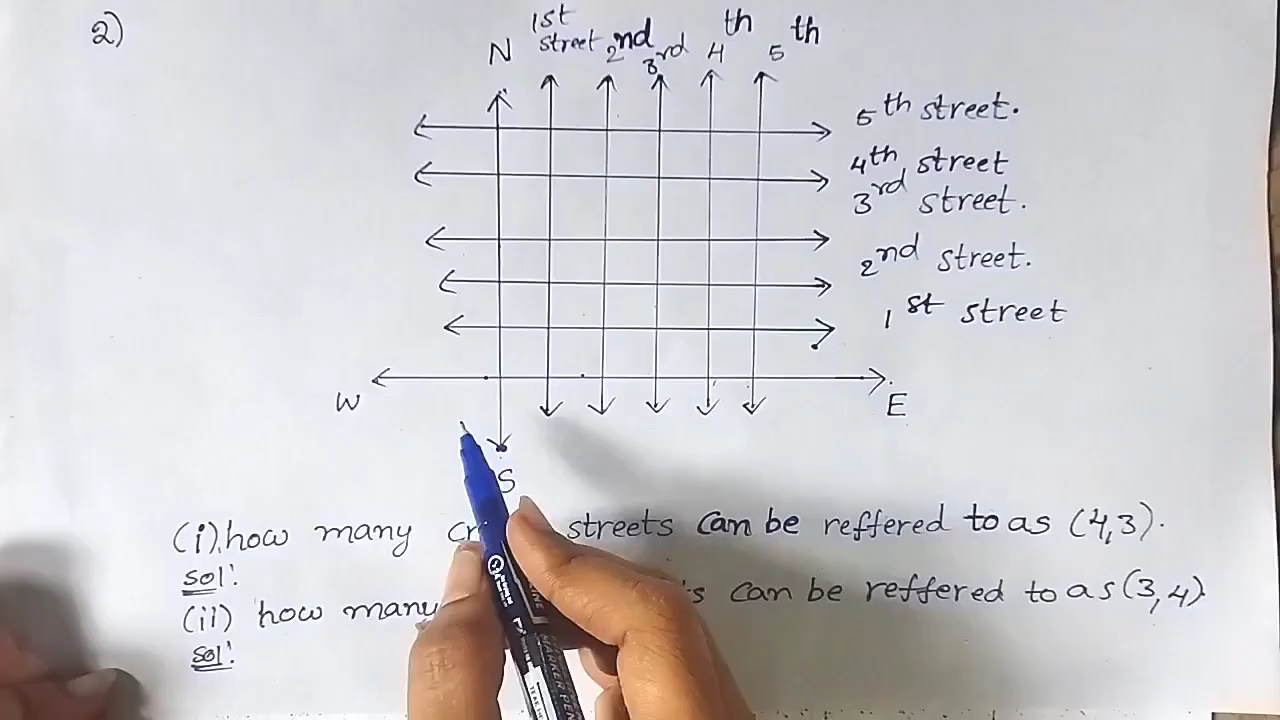 2)
N 1st street 2nd 3rd 4th 5th
5th street.
4th street
3rd street.
2nd street.
1st street
W E
S
(i) how many streets can be reffered to as (4,3).
sol:
(ii) how many can be reffered to as (3,4)
sol: